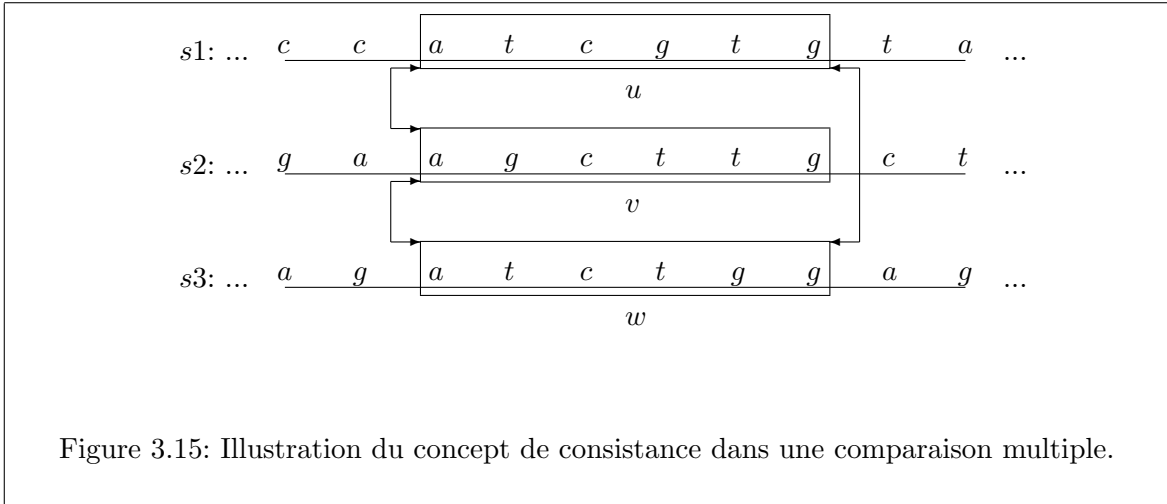 s1: ... c c a t c g t g t a ...
u
s2: ... g a a g c t t g c t ...
v
s3: ... a g a t c t g g a g ...
w
Figure 3.15: Illustration du concept de consistance dans une comparaison multiple.